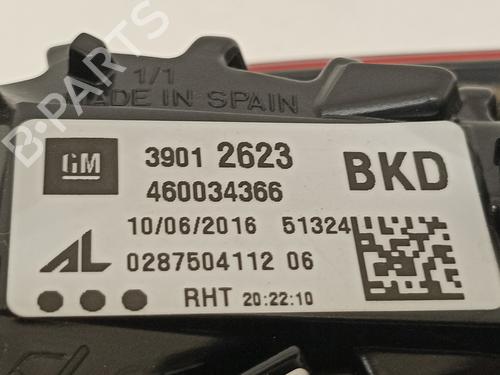 1/1
MADE IN SPAIN
B-PARTS
GM
3901 2623
BKD
460034366
10/06/2016 51324
AL
0287504112 06
RHT 20:22:10